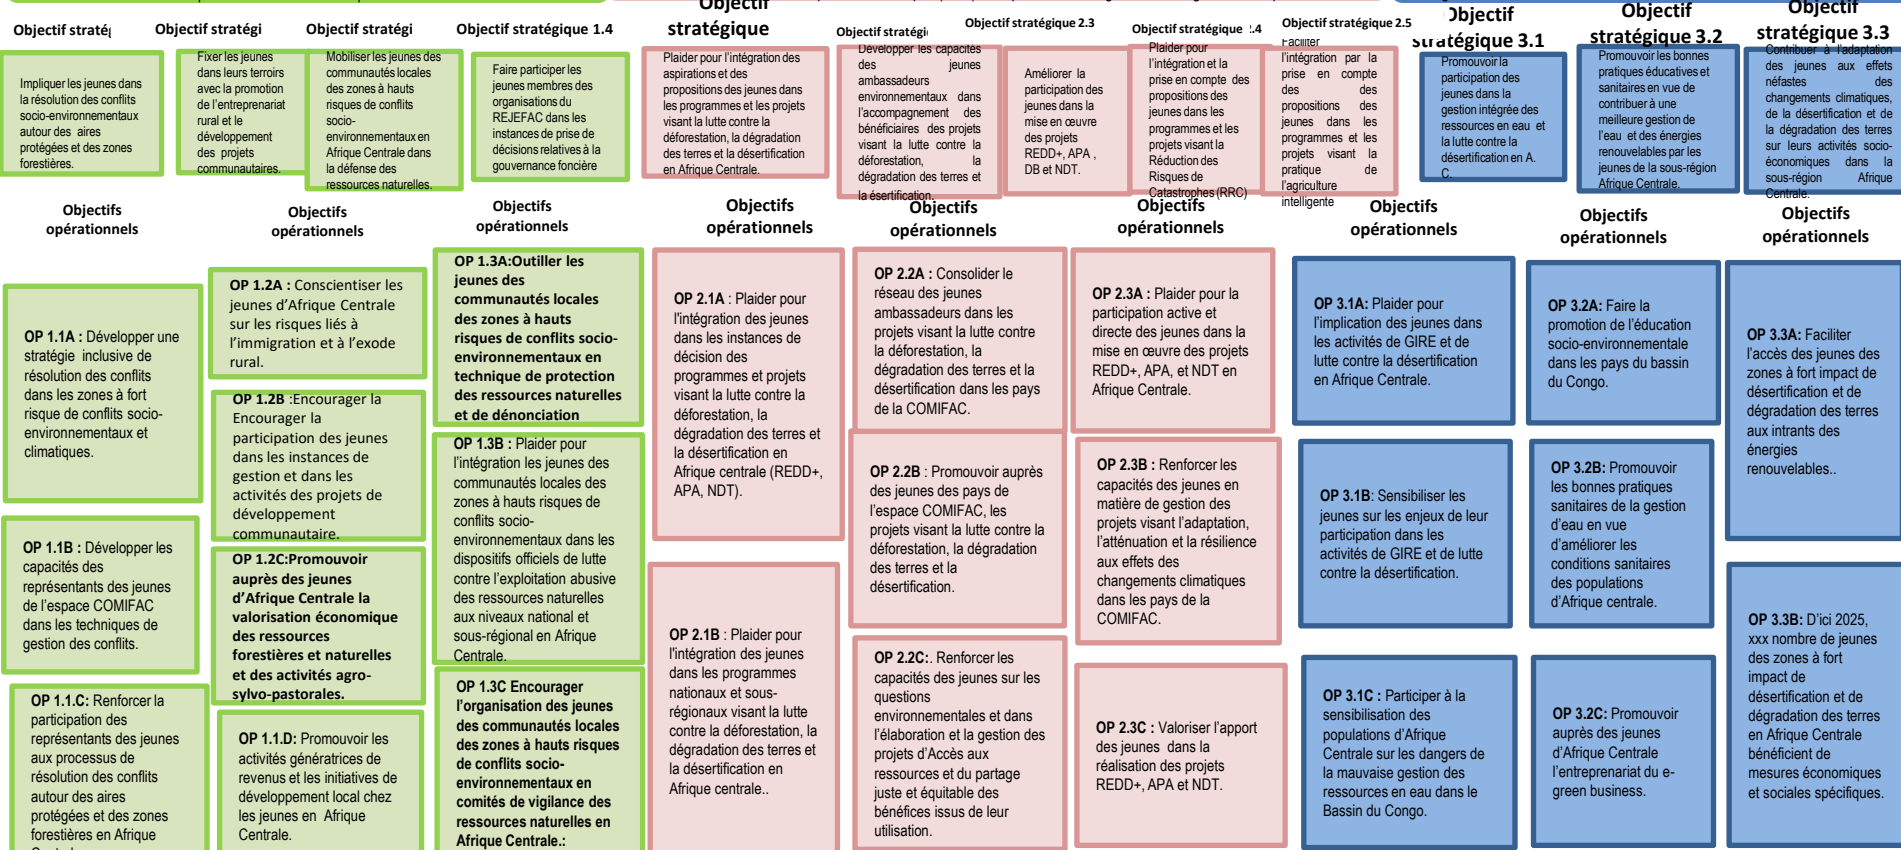 Objectif
stratégique
Objectif stratégique 2.3
Objectif stratégique 2.5
Objectif
stratégique 3.1
Objectif
stratégique 3.2
Objectif
stratégique 3.3
Objectif stratégique 1.4
Impliquer les jeunes dans
la résolution des conflits
socio-environnementaux
autour des aires
protégées et des zones
forestières.
Fixer les jeunes
dans leurs terroirs
avec la promotion
de l'entreprenariat
rural et le
développement
des projets
communautaires.
Mobiliser les jeunes des
communautés locales
des zones à hauts
risques de conflits
socio-
environnementaux en
Afrique Centrale dans
la défense des
ressources naturelles.
Faire participer les
jeunes membres des
organisations du
REJEFAC dans les
instances de prise de
décisions relatives à la
gouvernance foncière
Plaider pour l'intégration des
aspirations et des
propositions des jeunes dans
les programmes et les projets
visant la lutte contre la
déforestation, la dégradation
des terres et la désertification
en Afrique Centrale.
Développer les capacités
des jeunes
ambassadeurs
environnementaux dans
l'accompagnement des
bénéficiaires des projets
visant la lutte contre la
déforestation, la
dégradation des terres et
la ésertification.
Améliorer la
participation des
jeunes dans la
mise en œuvre
des projets
REDD+, APA ,
DB et NDT.
Plaider pour
l'intégration et la
prise en compte des
propositions des
jeunes dans les
programmes et les
projets visant la
Réduction des
Risques de
Catastrophes (RRC)
Faciliter
l'intégration par la
prise en compte
des des
propositions des
jeunes dans les
programmes et les
projets visant la
pratique de
l'agriculture
intelligente
Promouvoir la
participation des
jeunes dans la
gestion intégrée des
ressources en eau et
la lutte contre la
désertification en A.
C.
Promouvoir les bonnes
pratiques éducatives et
sanitaires en vue de
contribuer à une
meilleure gestion de
l'eau et des énergies
renouvelables par les
jeunes de la sous-région
Afrique Centrale.
Contribuer à l'adaptation
des jeunes aux effets
néfastes des
changements climatiques,
de la désertification et de
la dégradation des terres
sur leurs activités socio-
économiques dans la
sous-région Afrique
Centrale.
Objectifs
opérationnels
Objectifs
opérationnels
Objectifs
opérationnels
Objectifs
opérationnels
Objectifs
opérationnels
Objectifs
opérationnels
Objectifs
opérationnels
Objectifs
opérationnels
Objectifs
opérationnels
OP 1.1A : Développer une
stratégie inclusive de
résolution des conflits
dans les zones à fort
risque de conflits socio-
environnementaux et
climatiques.
OP 1.1B : Développer les
capacités des
représentants des jeunes
de l'espace COMIFAC
dans les techniques de
gestion des conflits.
OP 1.1.C: Renforcer la
participation des
représentants des jeunes
aux processus de
résolution des conflits
autour des aires
protégées et des zones
forestières en Afrique
OP 1.2A : Conscientiser les
jeunes d'Afrique Centrale
sur les risques liés à
l'immigration et à l'exode
rural.
OP 1.2B :Encourager la
Encourager la
participation des jeunes
dans les instances de
gestion et dans les
activités des projets de
développement
communautaire.
OP 1.2C:Promouvoir
auprès des jeunes
d'Afrique Centrale la
valorisation économique
des ressources
forestières et naturelles
et des activités agro-
sylvo-pastorales.
OP 1.1.D: Promouvoir les
activités génératrices de
revenus et les initiatives de
développement local chez
les jeunes en Afrique
Centrale.
OP 1.3A:Outiller les
jeunes des
communautés locales
des zones à hauts
risques de conflits socio-
environnementaux en
technique de protection
des ressources naturelles
et de dénonciation
OP 1.3B : Plaider pour
l'intégration les jeunes des
communautés locales des
zones à hauts risques de
conflits socio-
environnementaux dans les
dispositifs officiels de lutte
contre l'exploitation abusive
des ressources naturelles
aux niveaux national et
sous-régional en Afrique
Centrale.
OP 1.3C Encourager
l'organisation des jeunes
des communautés locales
des zones à hauts risques
de conflits socio-
environnementaux en
comités de vigilance des
ressources naturelles en
Afrique Centrale.:
OP 2.1A : Plaider pour
l'intégration des jeunes
dans les instances de
décision des
programmes et projets
visant la lutte contre la
déforestation, la
dégradation des terres et
la désertification en
Afrique centrale (REDD+,
APA, NDT).
OP 2.1B : Plaider pour
l'intégration des jeunes
dans les programmes
nationaux et sous-
régionaux visant la lutte
contre la déforestation, la
dégradation des terres et
la désertification en
Afrique centrale..
OP 2.2A : Consolider le
réseau des jeunes
ambassadeurs dans les
projets visant la lutte contre
la déforestation, la
dégradation des terres et la
désertification dans les pays
de la COMIFAC.
OP 2.2B : Promouvoir auprès
des jeunes des pays de
l'espace COMIFAC, les
projets visant la lutte contre la
déforestation, la dégradation
des terres et la
désertification.
OP 2.2C:. Renforcer les
capacités des jeunes sur les
questions
environnementales et dans
l'élaboration et la gestion des
projets d'Accès aux
ressources et du partage
juste et équitable des
bénéfices issus de leur
utilisation.
OP 2.3A : Plaider pour la
participation active et
directe des jeunes dans la
mise en œuvre des projets
REDD+, APA, et NDT en
Afrique Centrale.
OP 2.3B : Renforcer les
capacités des jeunes en
matière de gestion des
projets visant l'adaptation,
l'atténuation et la résilience
aux effets des
changements climatiques
dans les pays de la
COMIFAC.
OP 2.3C : Valoriser l'apport
des jeunes dans la
réalisation des projets
REDD+, APA et NDT.
OP 3.1A: Plaider pour
l'implication des jeunes dans
les activités de GIRE et de
lutte contre la désertification
en Afrique Centrale.
OP 3.1B: Sensibiliser les
jeunes sur les enjeux de leur
participation dans les
activités de GIRE et de lutte
contre la désertification.
OP 3.1C : Participer à la
sensibilisation des
populations d'Afrique
Centrale sur les dangers de
la mauvaise gestion des
ressources en eau dans le
Bassin du Congo.
OP 3.2A: Faire la
promotion de l'éducation
socio-environnementale
dans les pays du bassin
du Congo.
OP 3.2B: Promouvoir
les bonnes pratiques
sanitaires de la gestion
d'eau en vue
d'améliorer les
conditions sanitaires
des populations
d'Afrique centrale.
OP 3.2C: Promouvoir
auprès des jeunes
d'Afrique Centrale
l'entreprenariat du e-
green business.
OP 3.3A: Faciliter
l'accès des jeunes des
zones à fort impact de
désertification et de
dégradation des terres
aux intrants des
énergies
renouvelables..
OP 3.3B: D'ici 2025,
xxx nombre de jeunes
des zones à fort
impact de
désertification et de
dégradation des terres
en Afrique Centrale
bénéficient de
mesures économiques
et sociales spécifiques.